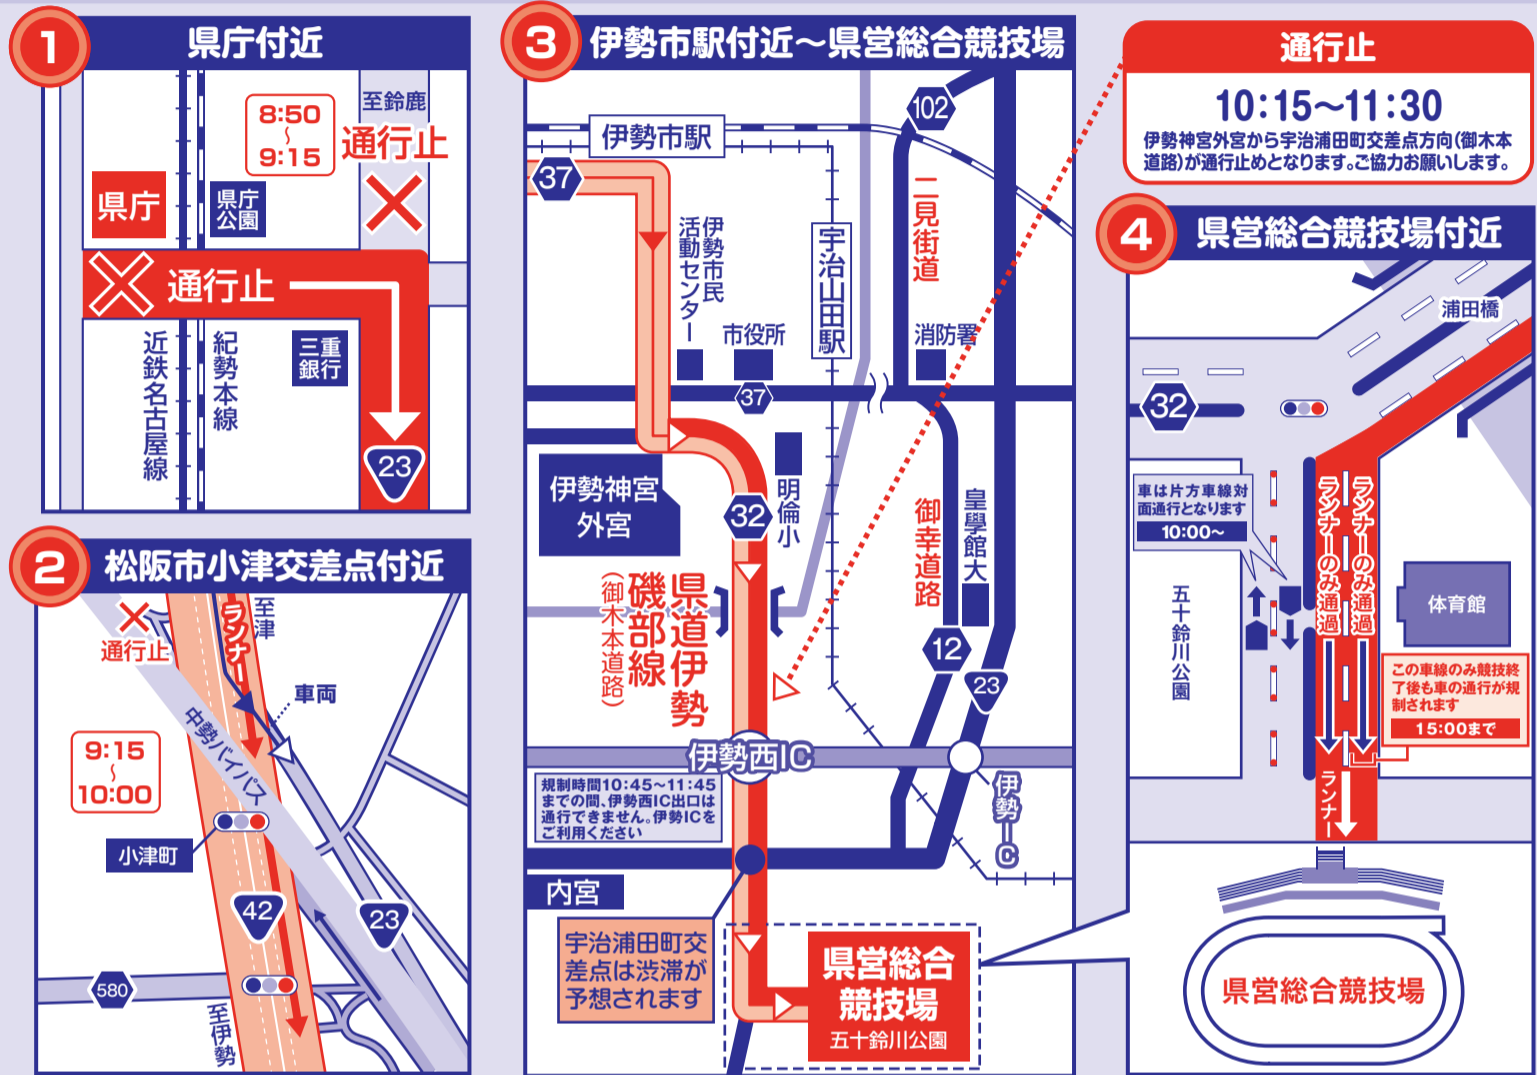 1
県庁付近
8:50
〜
9:15
至鈴鹿
通行止
県庁
県庁
公園
通行止
近鉄名古屋線
紀勢本線
三重
銀行
23
2
松阪市小津交差点付近
通行止
ランナー
至津
車両
中勢バイパス
9:15
〜
10:00
小津町
42
23
580
至伊勢
3
伊勢市駅付近〜県営総合競技場
102
伊勢市駅
37
伊勢市民
活動センター
市役所
37
宇治山田駅
二見街道
消防署
伊勢神宮
外宮
32
明倫小
御幸道路
皇學館大
県道伊勢
磯部線
(御木本道路)
12
23
伊勢西IC
規制時間10:45〜11:45
までの間、伊勢西IC出口は
通行できません。伊勢ICを
ご利用ください
伊勢IC
内宮
宇治浦田町交
差点は渋滞が
予想されます
県営総合
競技場
五十鈴川公園
通行止
10:15〜11:30
伊勢神宮外宮から宇治浦田町交差点方向(御木本
道路)が通行止めとなります。ご協力お願いします。
4
県営総合競技場付近
浦田橋
32
車は片方車線対
面通行となります
10:00〜
ランナーのみ通過
ランナーのみ通過
五十鈴川公園
体育館
この車線のみ競技終
了後も車の通行が規
制されます
15:00まで
ランナー
県営総合競技場